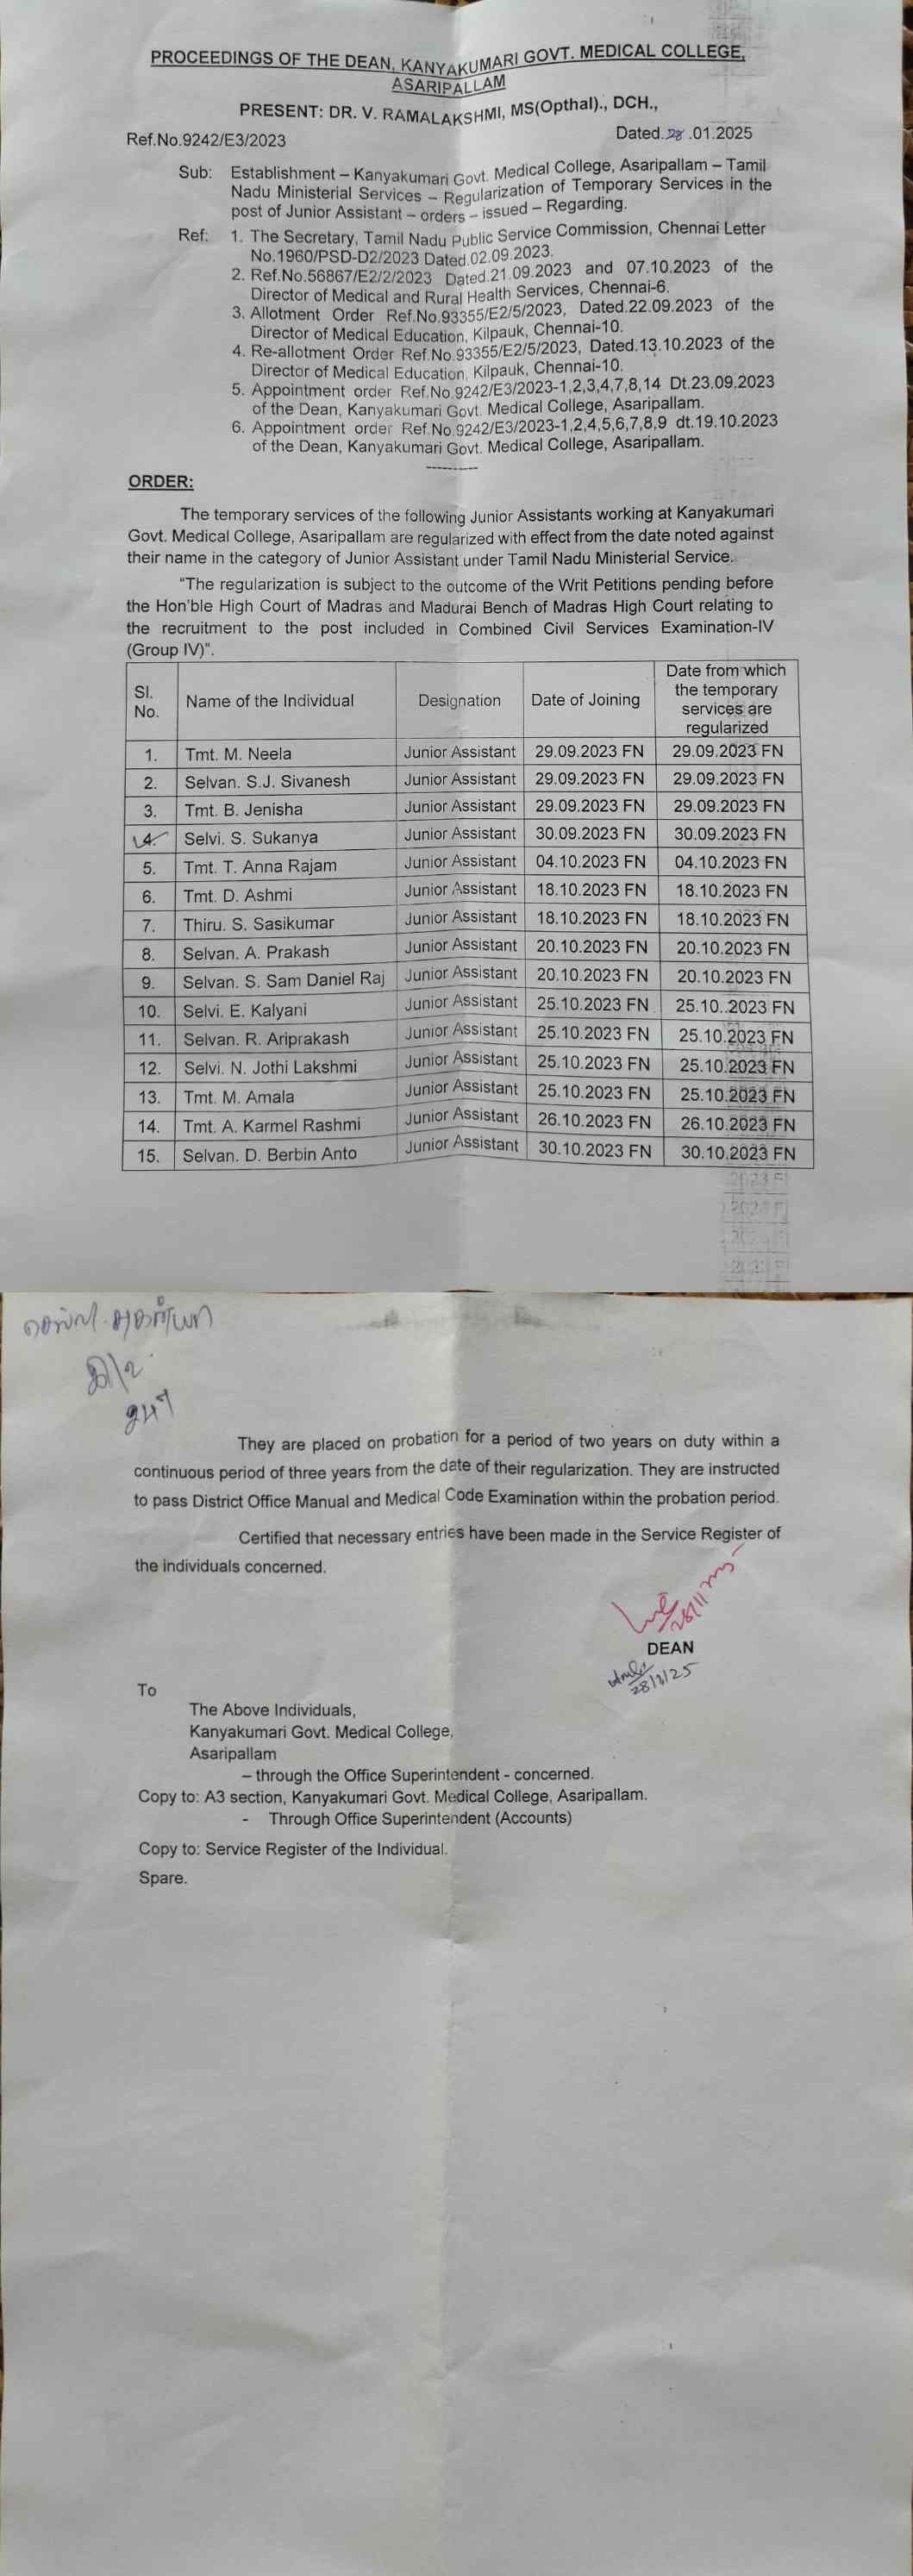 PROCEEDINGS OF THE DEAN, KANYAKUMARI GOVT. MEDICAL COLLEGE,
ASARIPALLAM
PRESENT: DR. V. RAMALAKSHMI, MS(Opthal)., DCH.,
Ref.No.9242/E3/2023 Dated.28.01.2025
Sub: Establishment – Kanyakumari Govt. Medical College, Asaripallam – Tamil
Nadu Ministerial Services – Regularization of Temporary Services in the
post of Junior Assistant – orders – issued – Regarding.
Ref: 1. The Secretary, Tamil Nadu Public Service Commission, Chennai Letter
No.1960/PSD-D2/2023 Dated.02.09.2023.
2. Ref.No.56867/E2/2/2023 Dated.21.09.2023 and 07.10.2023 of the
Director of Medical and Rural Health Services, Chennai-6.
3. Allotment Order Ref.No.93355/E2/5/2023, Dated.22.09.2023 of the
Director of Medical Education, Kilpauk, Chennai-10.
4. Re-allotment Order Ref.No.93355/E2/5/2023, Dated.13.10.2023 of the
Director of Medical Education, Kilpauk, Chennai-10.
5. Appointment order Ref.No.9242/E3/2023-1,2,3,4,7,8,14 Dt.23.09.2023
of the Dean, Kanyakumari Govt. Medical College, Asaripallam.
6. Appointment order Ref.No.9242/E3/2023-1,2,4,5,6,7,8,9 dt.19.10.2023
of the Dean, Kanyakumari Govt. Medical College, Asaripallam.
----------
ORDER:
The temporary services of the following Junior Assistants working at Kanyakumari
Govt. Medical College, Asaripallam are regularized with effect from the date noted against
their name in the category of Junior Assistant under Tamil Nadu Ministerial Service.
"The regularization is subject to the outcome of the Writ Petitions pending before
the Hon'ble High Court of Madras and Madurai Bench of Madras High Court relating to
the recruitment to the post included in Combined Civil Services Examination-IV
(Group IV)".
Sl. No. Name of the Individual Designation Date of Joining Date from which the temporary services are regularized
1. Tmt. M. Neela Junior Assistant 29.09.2023 FN 29.09.2023 FN
2. Selvan. S.J. Sivanesh Junior Assistant 29.09.2023 FN 29.09.2023 FN
3. Tmt. B. Jenisha Junior Assistant 29.09.2023 FN 29.09.2023 FN
4. Selvi. S. Sukanya Junior Assistant 30.09.2023 FN 30.09.2023 FN
5. Tmt. T. Anna Rajam Junior Assistant 04.10.2023 FN 04.10.2023 FN
6. Tmt. D. Ashmi Junior Assistant 18.10.2023 FN 18.10.2023 FN
7. Thiru. S. Sasikumar Junior Assistant 18.10.2023 FN 18.10.2023 FN
8. Selvan. A. Prakash Junior Assistant 20.10.2023 FN 20.10.2023 FN
9. Selvan. S. Sam Daniel Raj Junior Assistant 20.10.2023 FN 20.10.2023 FN
10. Selvi. E. Kalyani Junior Assistant 25.10.2023 FN 25.10..2023 FN
11. Selvan. R. Ariprakash Junior Assistant 25.10.2023 FN 25.10.2023 FN
12. Selvi. N. Jothi Lakshmi Junior Assistant 25.10.2023 FN 25.10.2023 FN
13. Tmt. M. Amala Junior Assistant 25.10.2023 FN 25.10.2023 FN
14. Tmt. A. Karmel Rashmi Junior Assistant 26.10.2023 FN 26.10.2023 FN
15. Selvan. D. Berbin Anto Junior Assistant 30.10.2023 FN 30.10.2023 FN
செல்வி. சுகன்யா
They are placed on probation for a period of two years on duty within a
continuous period of three years from the date of their regularization. They are instructed
to pass District Office Manual and Medical Code Examination within the probation period.
Certified that necessary entries have been made in the Service Register of
the individuals concerned.
DEAN
28/1/25
To
The Above Individuals,
Kanyakumari Govt. Medical College,
Asaripallam
– through the Office Superintendent - concerned.
Copy to: A3 section, Kanyakumari Govt. Medical College, Asaripallam.
- Through Office Superintendent (Accounts)
Copy to: Service Register of the Individual.
Spare.